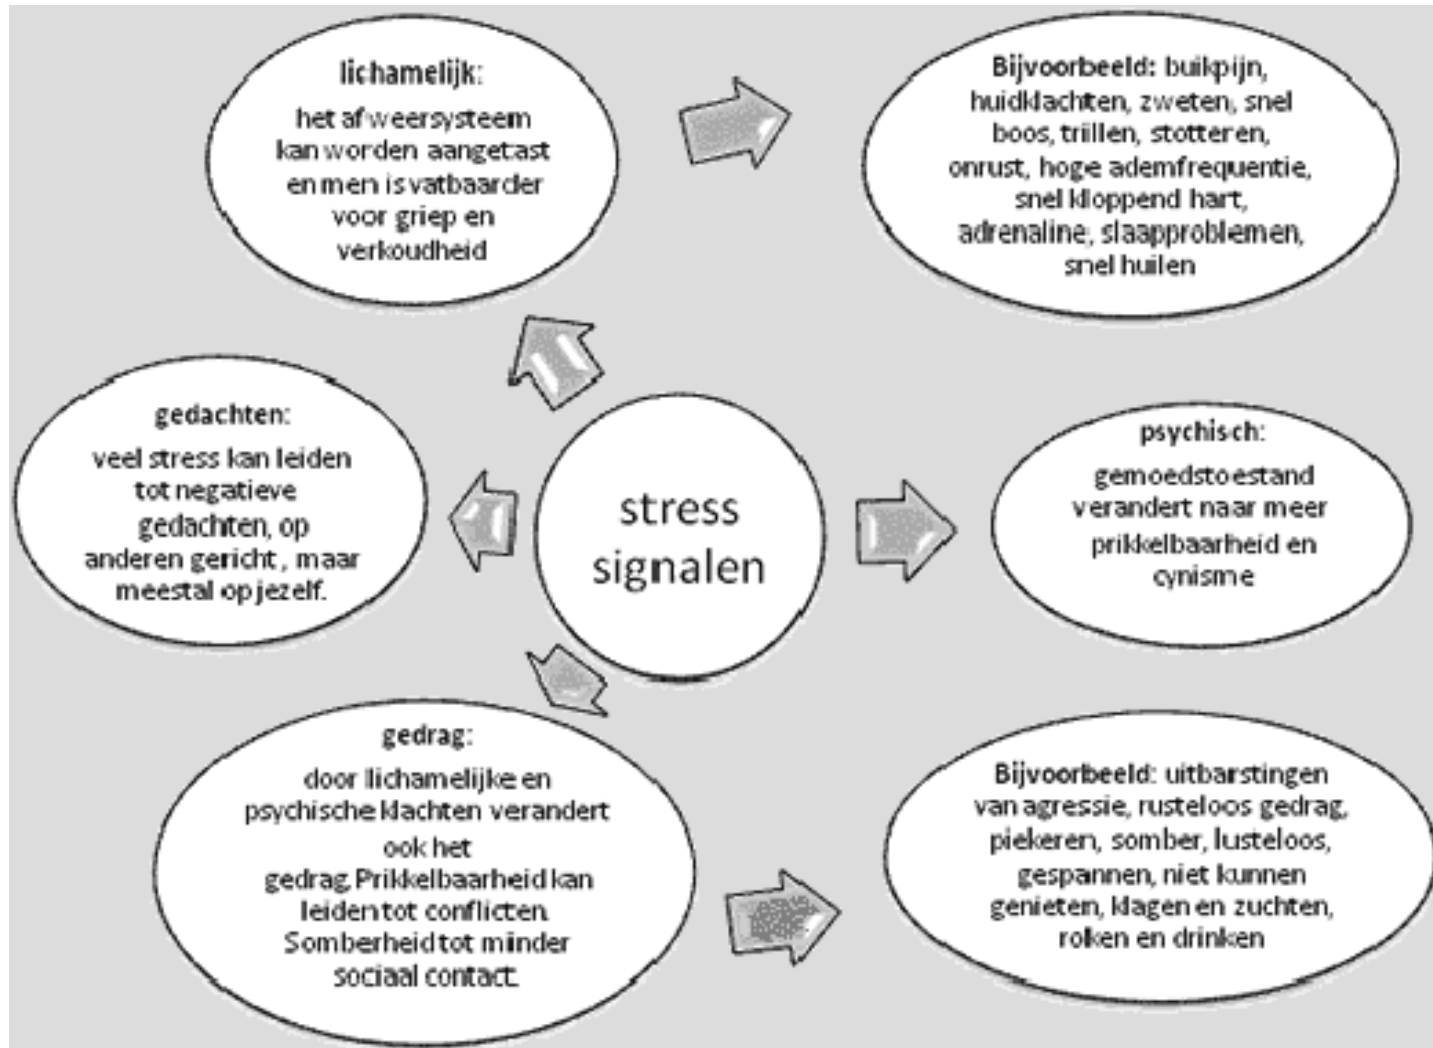 lichamelijk:
het afweersysteem
kan worden aangetast
en men is vatbaarder
voor griep en
verkoudheid
Bijvoorbeeld: buikpijn,
huidklachten, zweten, snel
boos, trillen, stotteren,
onrust, hoge ademfrequentie,
snel kloppend hart,
adrenaline, slaapproblemen,
snel huilen
gedachten:
veel stress kan leiden
tot negatieve
gedachten, op
anderen gericht, maar
meestal op jezelf.
stress
signalen
psychisch:
gemoedstoestand
verandert naar meer
prikkelbaarheid en
cynisme
gedrag:
door lichamelijke en
psychische klachten verandert
ook het
gedrag. Prikkelbaarheid kan
leiden tot conflicten.
Somberheid tot minder
sociaal contact.
Bijvoorbeeld: uitbarstingen
van agressie, rusteloos gedrag,
piekeren, somber, lusteloos,
gespannen, niet kunnen
genieten, klagen en zuchten,
roken en drinken